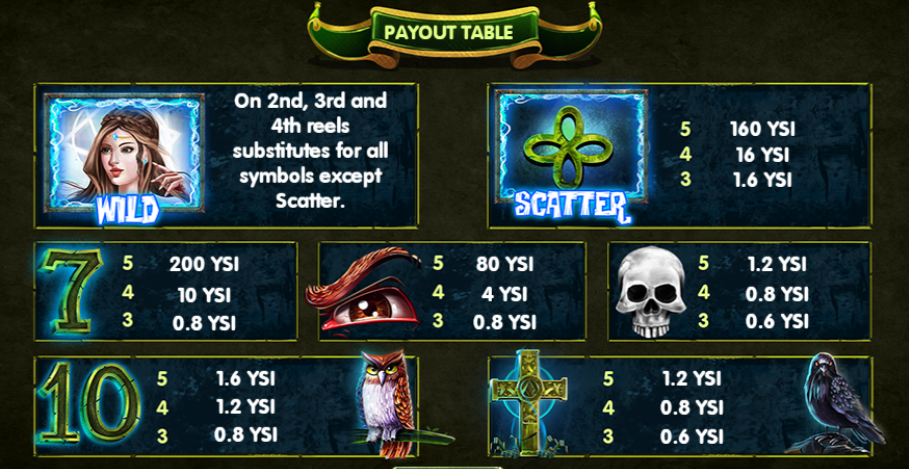 PAYOUT TABLE
WILD
On 2nd, 3rd and
4th reels
substitutes for all
symbols except
Scatter.
SCATTER
5 160 YSI
4 16 YSI
3 1.6 YSI
7
5 200 YSI
4 10 YSI
3 0.8 YSI
5 80 YSI
4 4 YSI
3 0.8 YSI
5 1.2 YSI
4 0.8 YSI
3 0.6 YSI
10
5 1.6 YSI
4 1.2 YSI
3 0.8 YSI
5 1.2 YSI
4 0.8 YSI
3 0.6 YSI